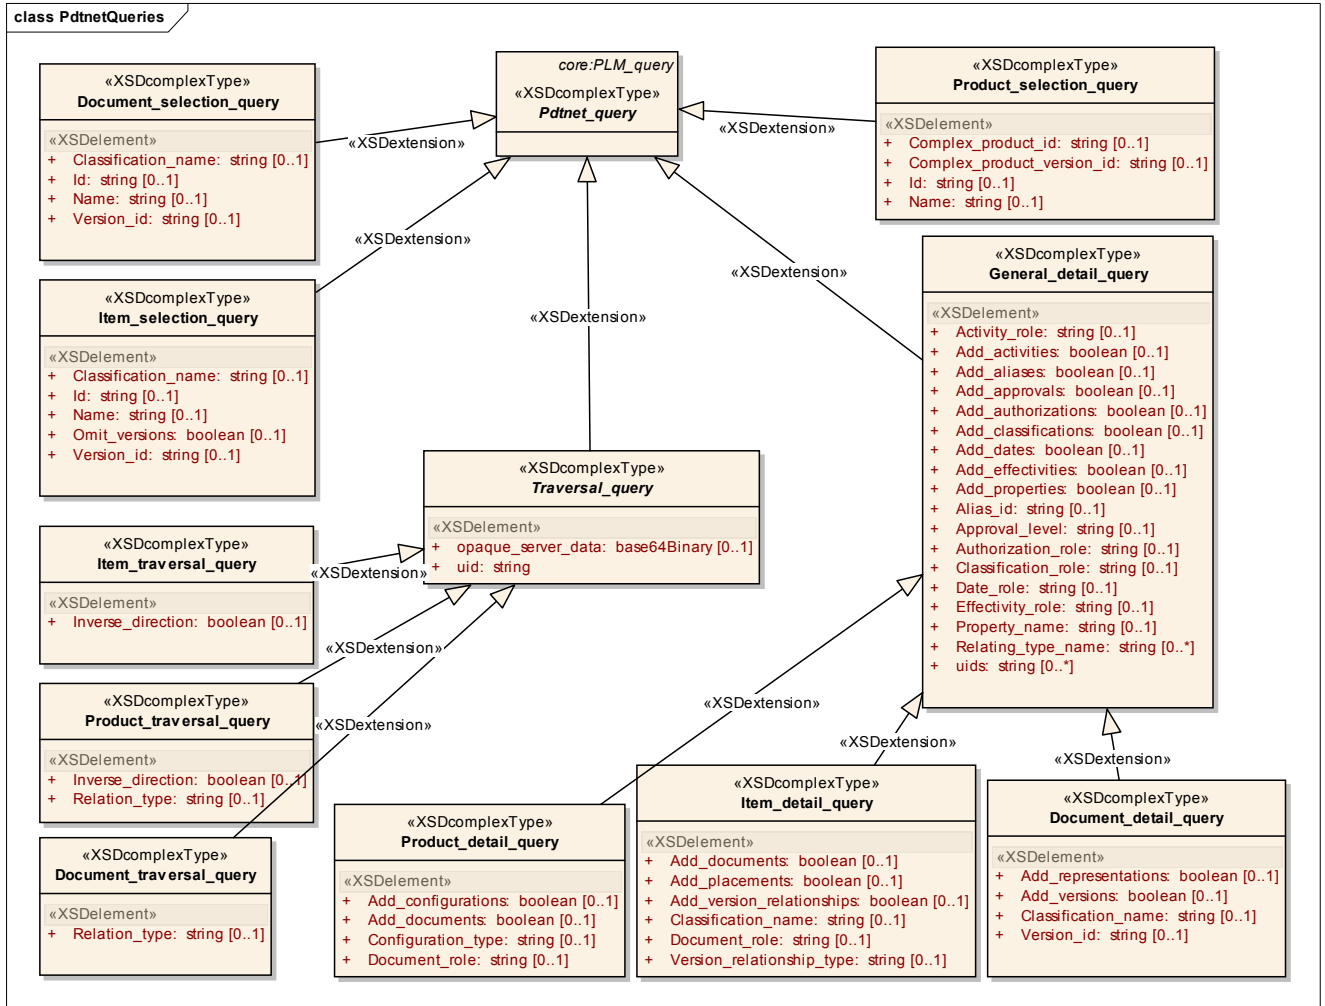 class PdtnetQueries
«XSDcomplexType»
Document_selection_query
«XSDelement»
+ Classification_name: string [0..1]
+ Id: string [0..1]
+ Name: string [0..1]
+ Version_id: string [0..1]
core:PLM_query
«XSDcomplexType»
Pdtnet_query
«XSDcomplexType»
Product_selection_query
«XSDelement»
+ Complex_product_id: string [0..1]
+ Complex_product_version_id: string [0..1]
+ Id: string [0..1]
+ Name: string [0..1]
«XSDextension»
«XSDextension»
«XSDextension»
«XSDextension»
«XSDextension»
«XSDcomplexType»
Item_selection_query
«XSDelement»
+ Classification_name: string [0..1]
+ Id: string [0..1]
+ Name: string [0..1]
+ Omit_versions: boolean [0..1]
+ Version_id: string [0..1]
«XSDcomplexType»
General_detail_query
«XSDelement»
+ Activity_role: string [0..1]
+ Add_activities: boolean [0..1]
+ Add_aliases: boolean [0..1]
+ Add_approvals: boolean [0..1]
+ Add_authorizations: boolean [0..1]
+ Add_classifications: boolean [0..1]
+ Add_dates: boolean [0..1]
+ Add_effectivities: boolean [0..1]
+ Add_properties: boolean [0..1]
+ Alias_id: string [0..1]
+ Approval_level: string [0..1]
+ Authorization_role: string [0..1]
+ Classification_role: string [0..1]
+ Date_role: string [0..1]
+ Effectivity_role: string [0..1]
+ Property_name: string [0..1]
+ Relating_type_name: string [0..*]
+ uids: string [0..*]
«XSDcomplexType»
Traversal_query
«XSDelement»
+ opaque_server_data: base64Binary [0..1]
+ uid: string
«XSDcomplexType»
Item_traversal_query
«XSDelement»
+ Inverse_direction: boolean [0..1]
«XSDextension»
«XSDextension»
«XSDextension»
«XSDcomplexType»
Product_traversal_query
«XSDelement»
+ Inverse_direction: boolean [0..1]
+ Relation_type: string [0..1]
«XSDcomplexType»
Document_traversal_query
«XSDelement»
+ Relation_type: string [0..1]
«XSDextension»
«XSDextension»
«XSDextension»
«XSDcomplexType»
Product_detail_query
«XSDelement»
+ Add_configurations: boolean [0..1]
+ Add_documents: boolean [0..1]
+ Configuration_type: string [0..1]
+ Document_role: string [0..1]
«XSDcomplexType»
Item_detail_query
«XSDelement»
+ Add_documents: boolean [0..1]
+ Add_placements: boolean [0..1]
+ Add_version_relationships: boolean [0..1]
+ Classification_name: string [0..1]
+ Document_role: string [0..1]
+ Version_relationship_type: string [0..1]
«XSDcomplexType»
Document_detail_query
«XSDelement»
+ Add_representations: boolean [0..1]
+ Add_versions: boolean [0..1]
+ Classification_name: string [0..1]
+ Version_id: string [0..1]